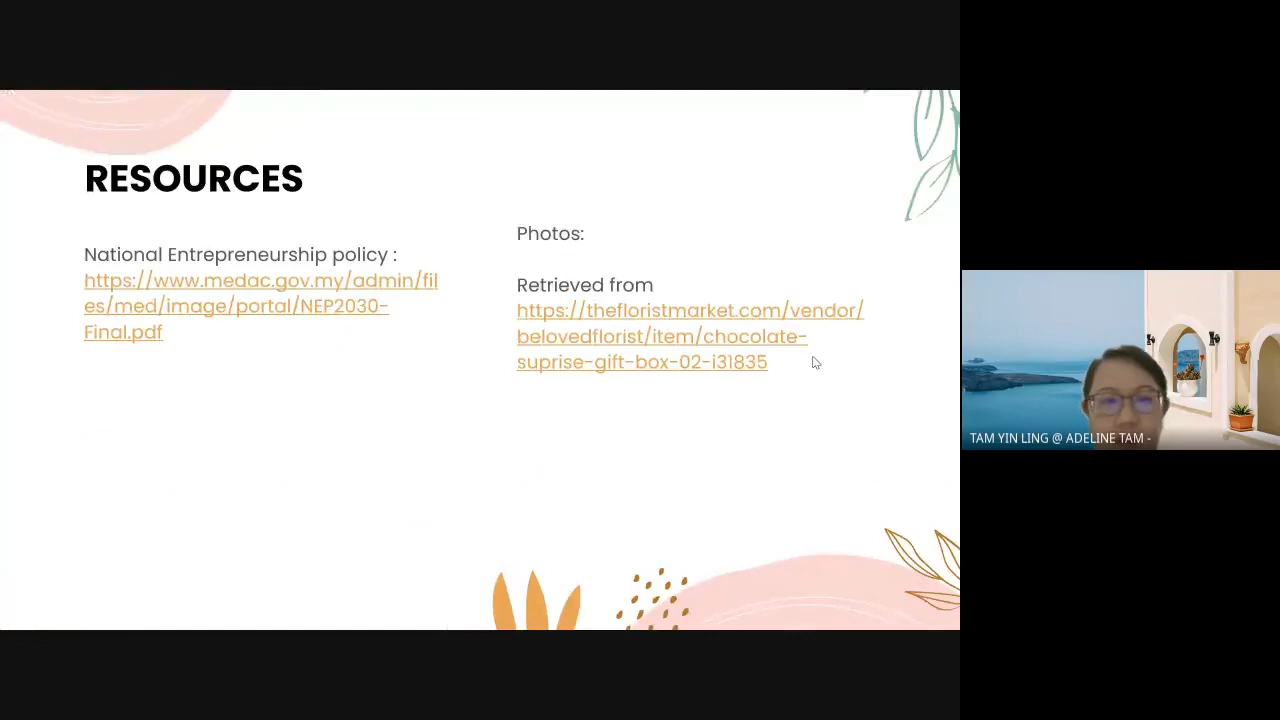 RESOURCES
National Entrepreneurship policy :
https://www.medac.gov.my/admin/fil
es/med/image/portal/NEP2030-
Final.pdf
Photos:
Retrieved from
https://thefloristmarket.com/vendor/
belovedflorist/item/chocolate-
suprise-gift-box-02-i31835
TAM YIN LING @ ADELINE TAM -